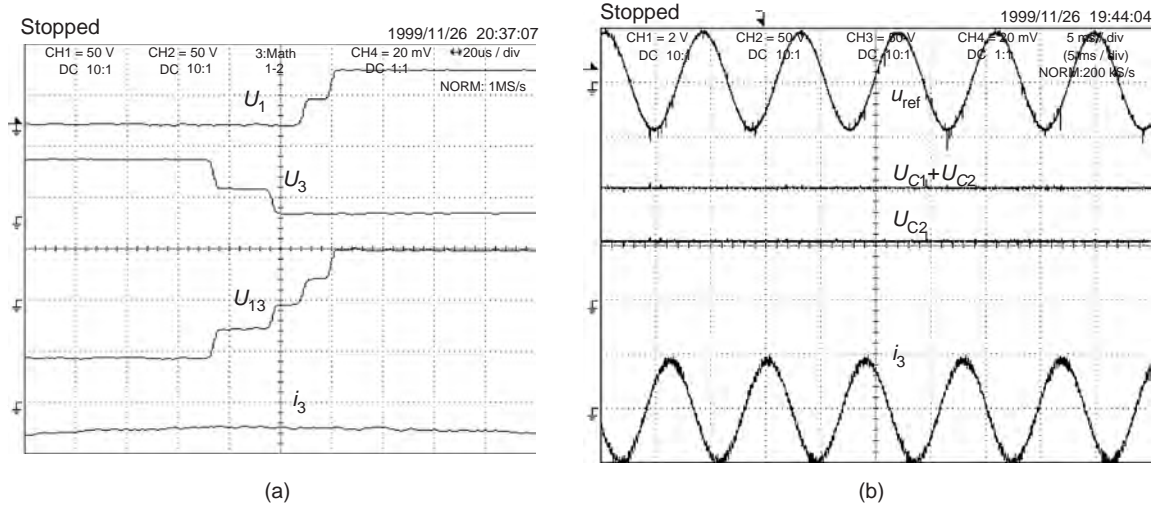 Stopped
1999/11/26 20:37:07
CH1 = 50 V CH2 = 50 V 3:Math CH4 = 20 mV 20us / div
DC 10:1 DC 10:1 1-2 DC 1:1
NORM: 1MS/s
U1
U3
U13
i3
(a)
Stopped
1999/11/26 19:44:04
CH1 = 2 V CH2 = 50 V CH3 = 50 V CH4 = 20 mV 5 ms / div
DC 10:1 DC 10:1 DC 10:1 DC 1:1 (5 ms / div)
NORM:200 kS/s
uref
UC1+UC2
UC2
i3
(b)